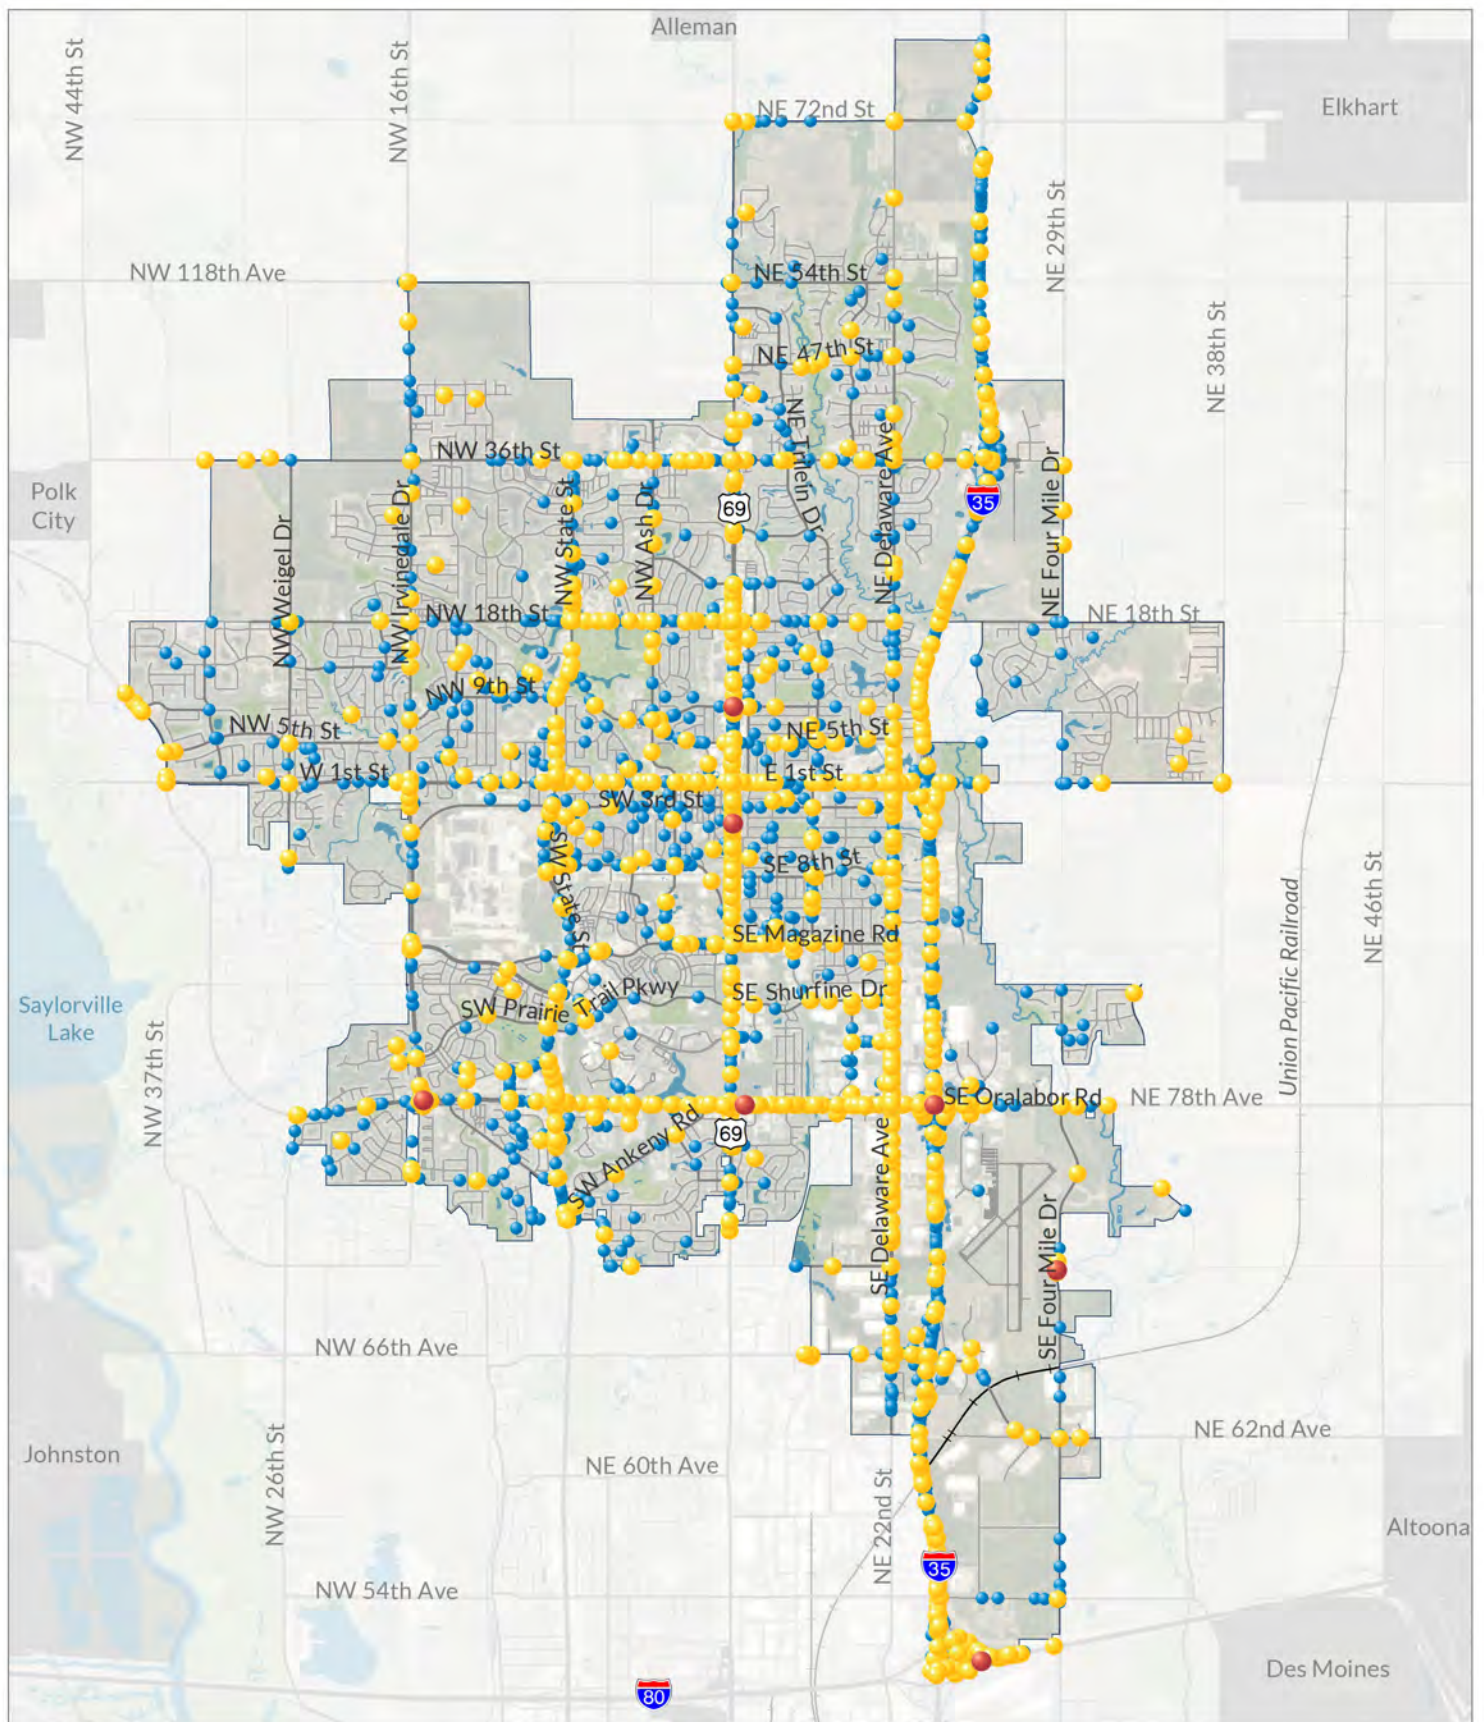 Alleman
NW 44th St
NW 16th St
NE 72nd St
Elkhart
NE 29th St
NW 118th Ave
NE 54th St
NE 38th St
NE 47th St
NE Trilein Dr
NE Delaware Ave
NW 36th St
Polk
City
69
35
NW Weigel Dr
NW Irvinedale Dr
NW State St
NW Ash Dr
NE Four Mile Dr
NW 18th St
NE 18th St
NW 9th St
NW 5th St
NE 5th St
W 1st St
E 1st St
SW 3rd St
SE 8th St
SW State St
NE 46th St
SE Magazine Rd
Union Pacific Railroad
Saylorville
Lake
SW Prairie Trail Pkwy
SE Shurfine Dr
NW 37th St
SE Oralabor Rd
NE 78th Ave
SW Ankeny Rd
69
SE Delaware Ave
SE Four Mile Dr
NW 66th Ave
Johnston
NW 26th St
NE 60th Ave
NE 62nd Ave
NE 22nd St
Altoona
35
NW 54th Ave
Des Moines
80